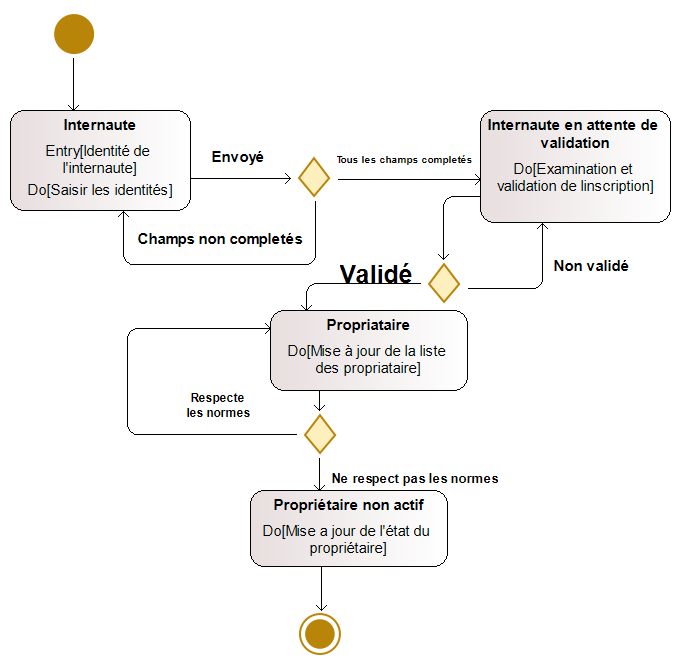 Internaute
Entry[Identité de
l'internaute]
Do[Saisir les identités]
Envoyé
Tous les champs completés
Internaute en attente de
validation
Do[Examination et
validation de linscription]
Champs non completés
Validé
Non validé
Propriataire
Do[Mise à jour de la liste
des propriataire]
Respecte
les normes
Ne respect pas les normes
Propriétaire non actif
Do[Mise a jour de l'état du
propriétaire]